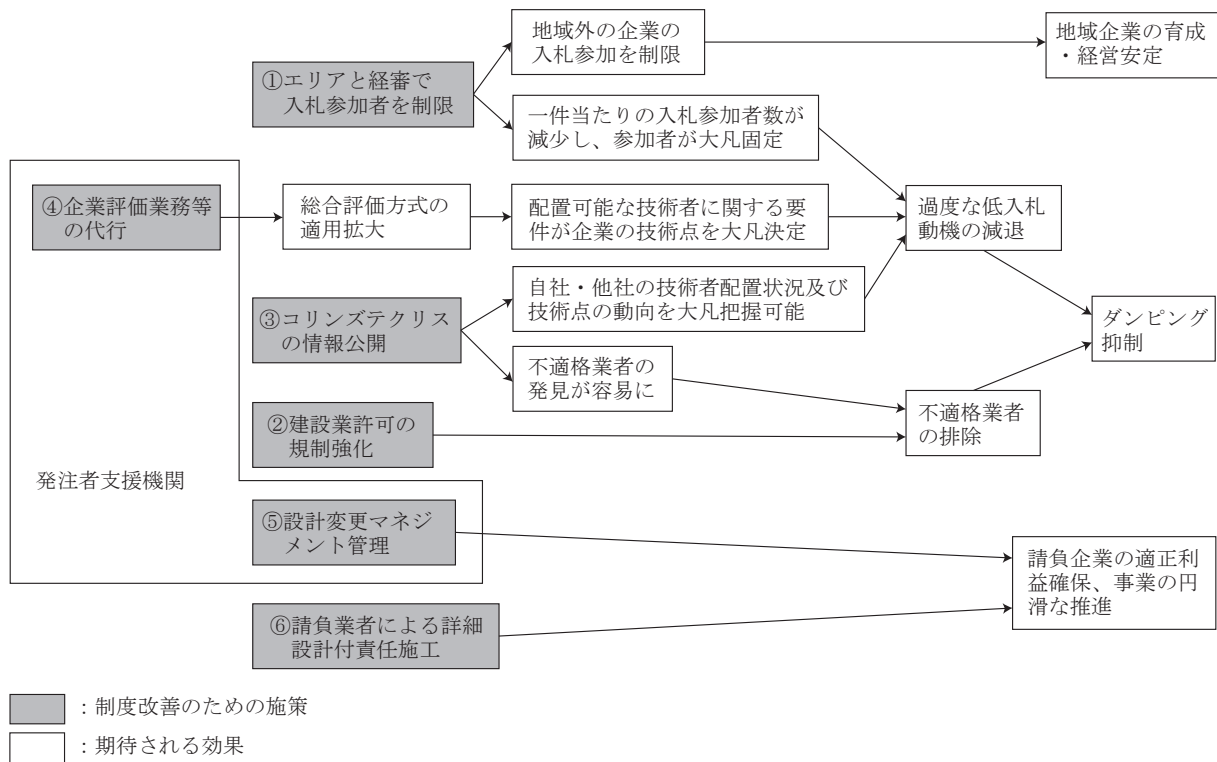 地域外の企業の
入札参加を制限
地域企業の育成
・経営安定
①エリアと経審で
入札参加者を制限
一件当たりの入札参加者数が
減少し、参加者が大凡固定
④企業評価業務等
の代行
総合評価方式の
適用拡大
配置可能な技術者に関する要
件が企業の技術点を大凡決定
過度な低入札
動機の減退
③コリンズテクリス
の情報公開
自社・他社の技術者配置状況及び
技術点の動向を大凡把握可能
ダンピング
抑制
不適格業者の
発見が容易に
②建設業許可の
規制強化
不適格業者
の排除
発注者支援機関
⑤設計変更マネジ
メント管理
請負企業の適正利
益確保、事業の円
滑な推進
⑥請負業者による詳細
設計付責任施工
：制度改善のための施策
：期待される効果